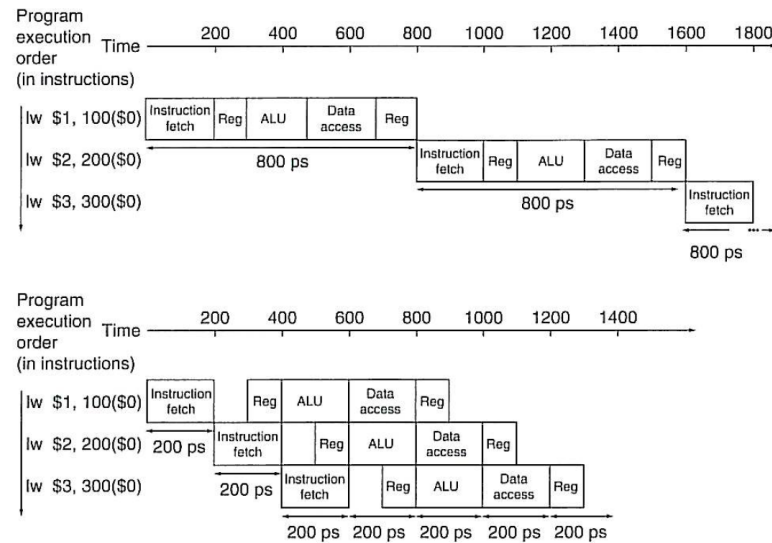 Program
execution
order
(in instructions)
Time
200 400 600 800 1000 1200 1400 1600 1800
lw $1, 100($0)
Instruction
fetch
Reg
ALU
Data
access
Reg
800 ps
lw $2, 200($0)
Instruction
fetch
Reg
ALU
Data
access
Reg
800 ps
lw $3, 300($0)
Instruction
fetch
...
800 ps
Program
execution
order
(in instructions)
Time
200 400 600 800 1000 1200 1400
lw $1, 100($0)
Instruction
fetch
Reg
ALU
Data
access
Reg
200 ps
lw $2, 200($0)
Instruction
fetch
Reg
ALU
Data
access
Reg
200 ps
lw $3, 300($0)
Instruction
fetch
Reg
ALU
Data
access
Reg
200 ps 200 ps 200 ps 200 ps 200 ps